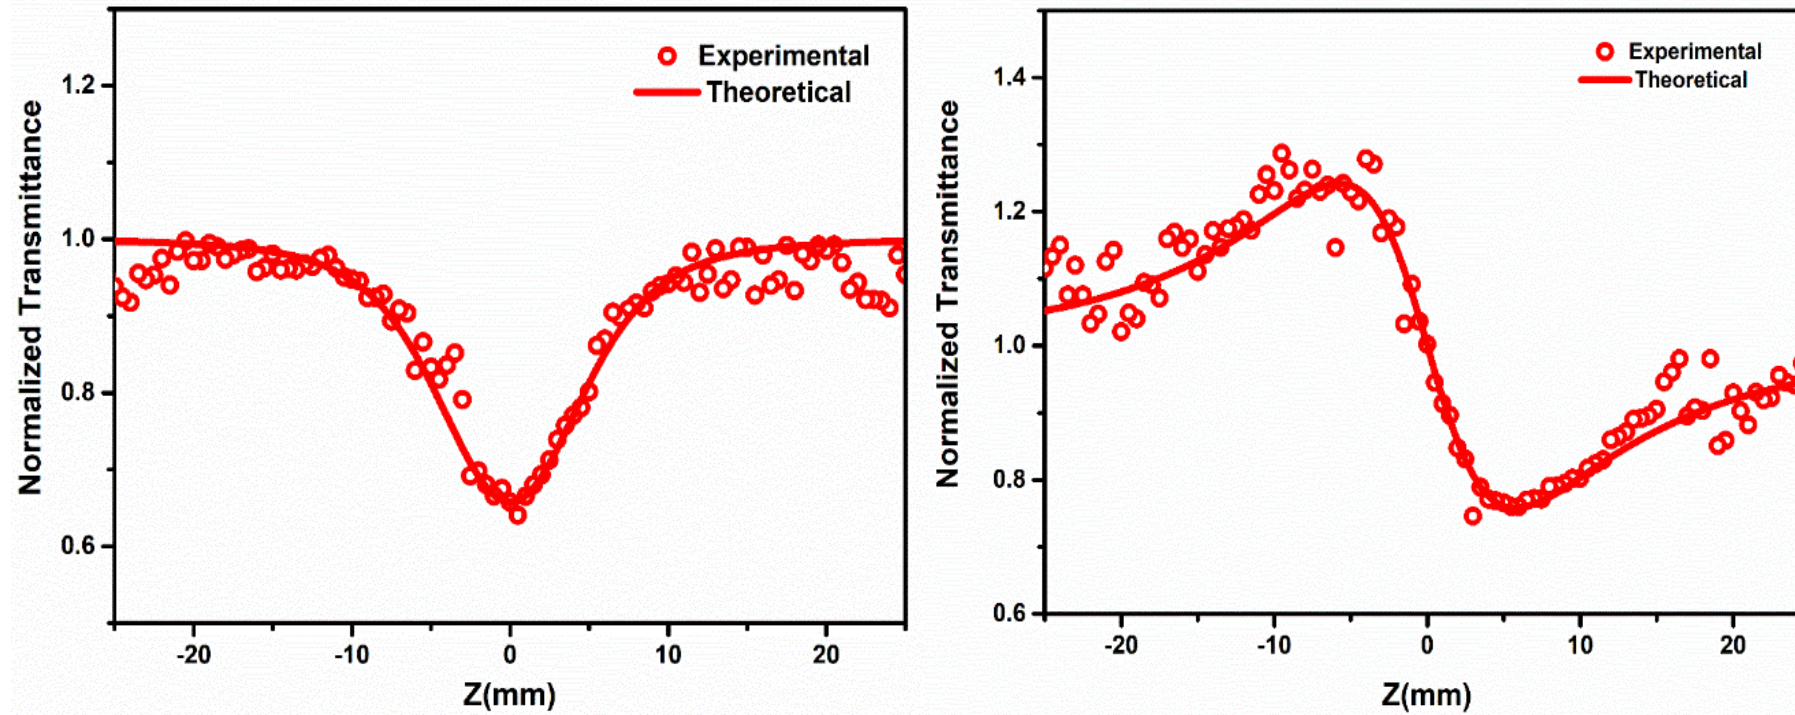 Experimental
Theoretical
1.2
1.0
0.8
0.6
-20
-10
0
10
20
Z(mm)
Normalized Transmittance
Experimental
Theoretical
1.4
1.2
1.0
0.8
0.6
-20
-10
0
10
20
Z(mm)
Normalized Transmittance